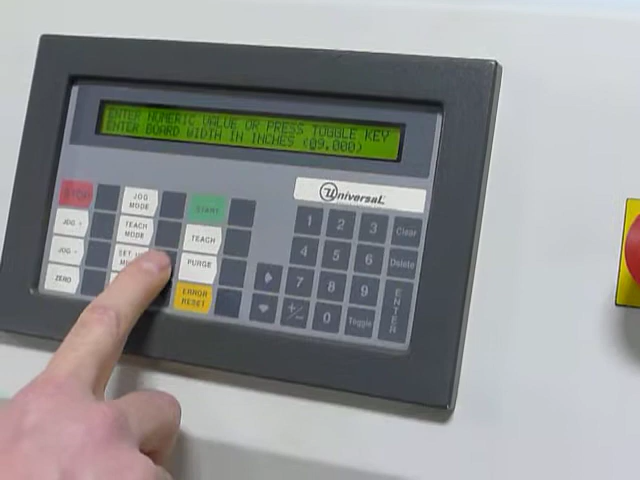 ENTER NUMERIC VALUE OR PRESS TOGGLE KEY
ENTER BOARD WIDTH IN INCHES (09.000)
Universal
STOP
JOG MODE
START
JOG +
TEACH MODE
TEACH
JOG -
SET UP
PURGE
ZERO
ERROR RESET
1 2 3 Clear
4 5 6 Delete
7 8 9 ENTER
+/- 0 Toggle